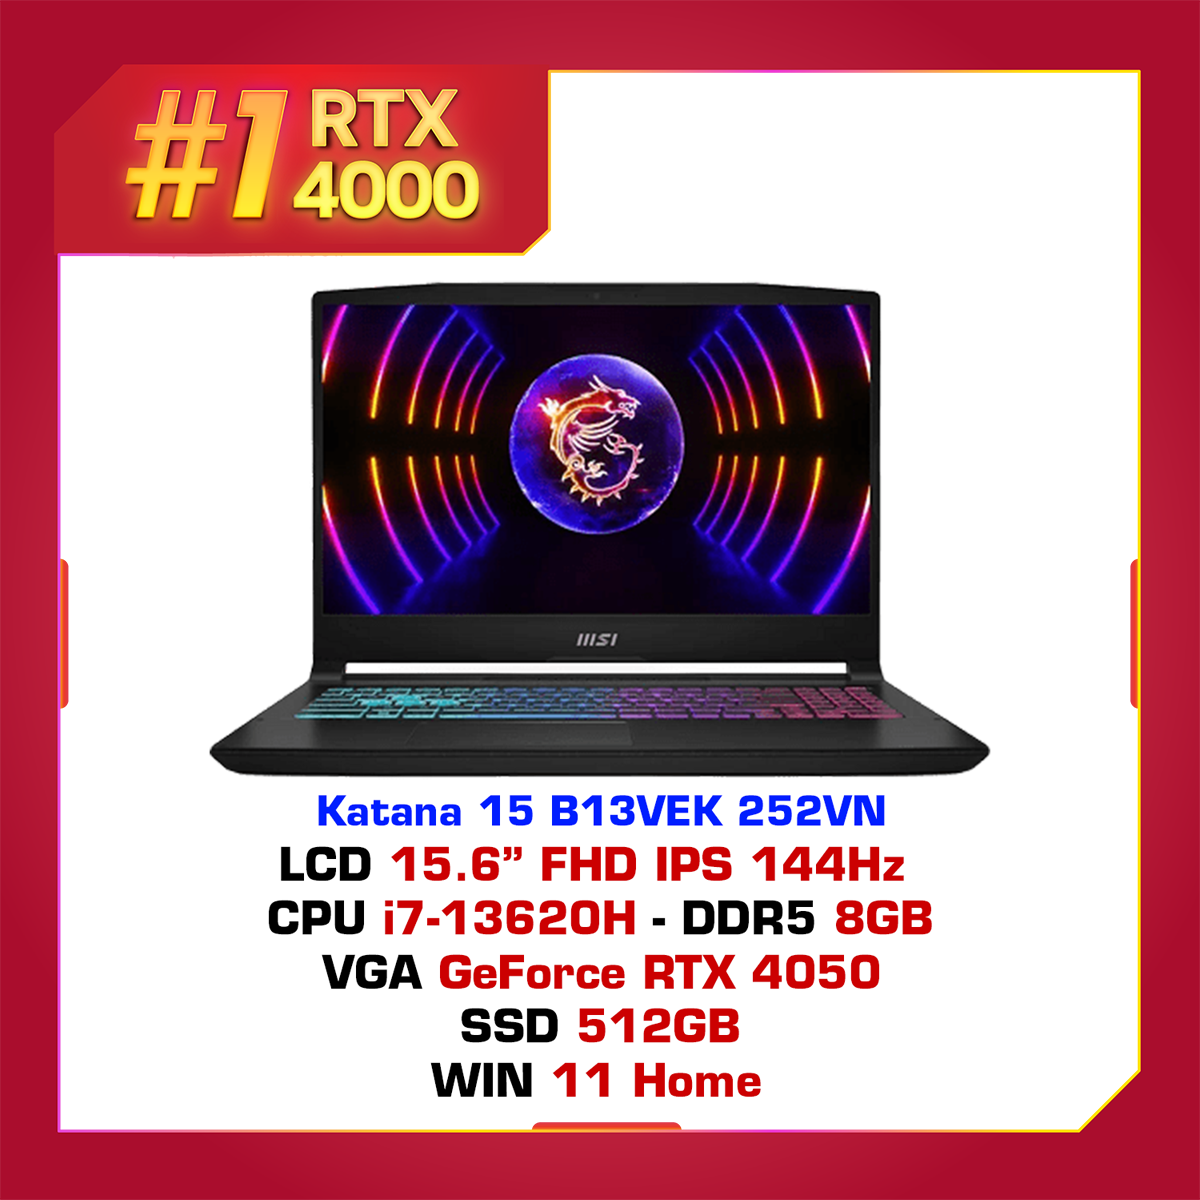 #1 RTX
4000
msi
Katana 15 B13VEK 252VN
LCD 15.6” FHD IPS 144Hz
CPU i7-13620H - DDR5 8GB
VGA GeForce RTX 4050
SSD 512GB
WIN 11 Home